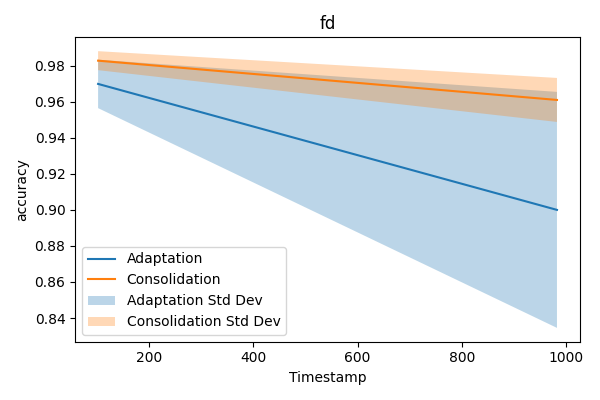 fd
accuracy
0.98
0.96
0.94
0.92
0.90
0.88
0.86
0.84
Adaptation
Consolidation
Adaptation Std Dev
Consolidation Std Dev
200 400 600 800 1000
Timestamp